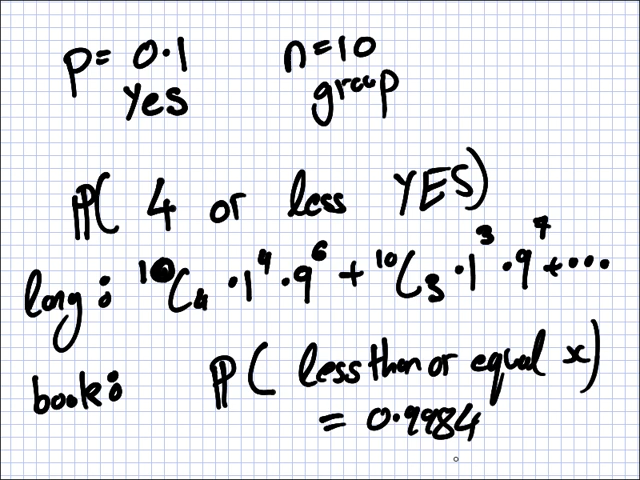 p = 0.1 n = 10
Yes group
ℙ( 4 or less YES)
long: ¹⁰C₄ ·1⁴ ·9⁶ + ¹⁰C₃ ·1³ ·9⁷ + ...
book: ℙ( less than or equal x)
= 0.9984